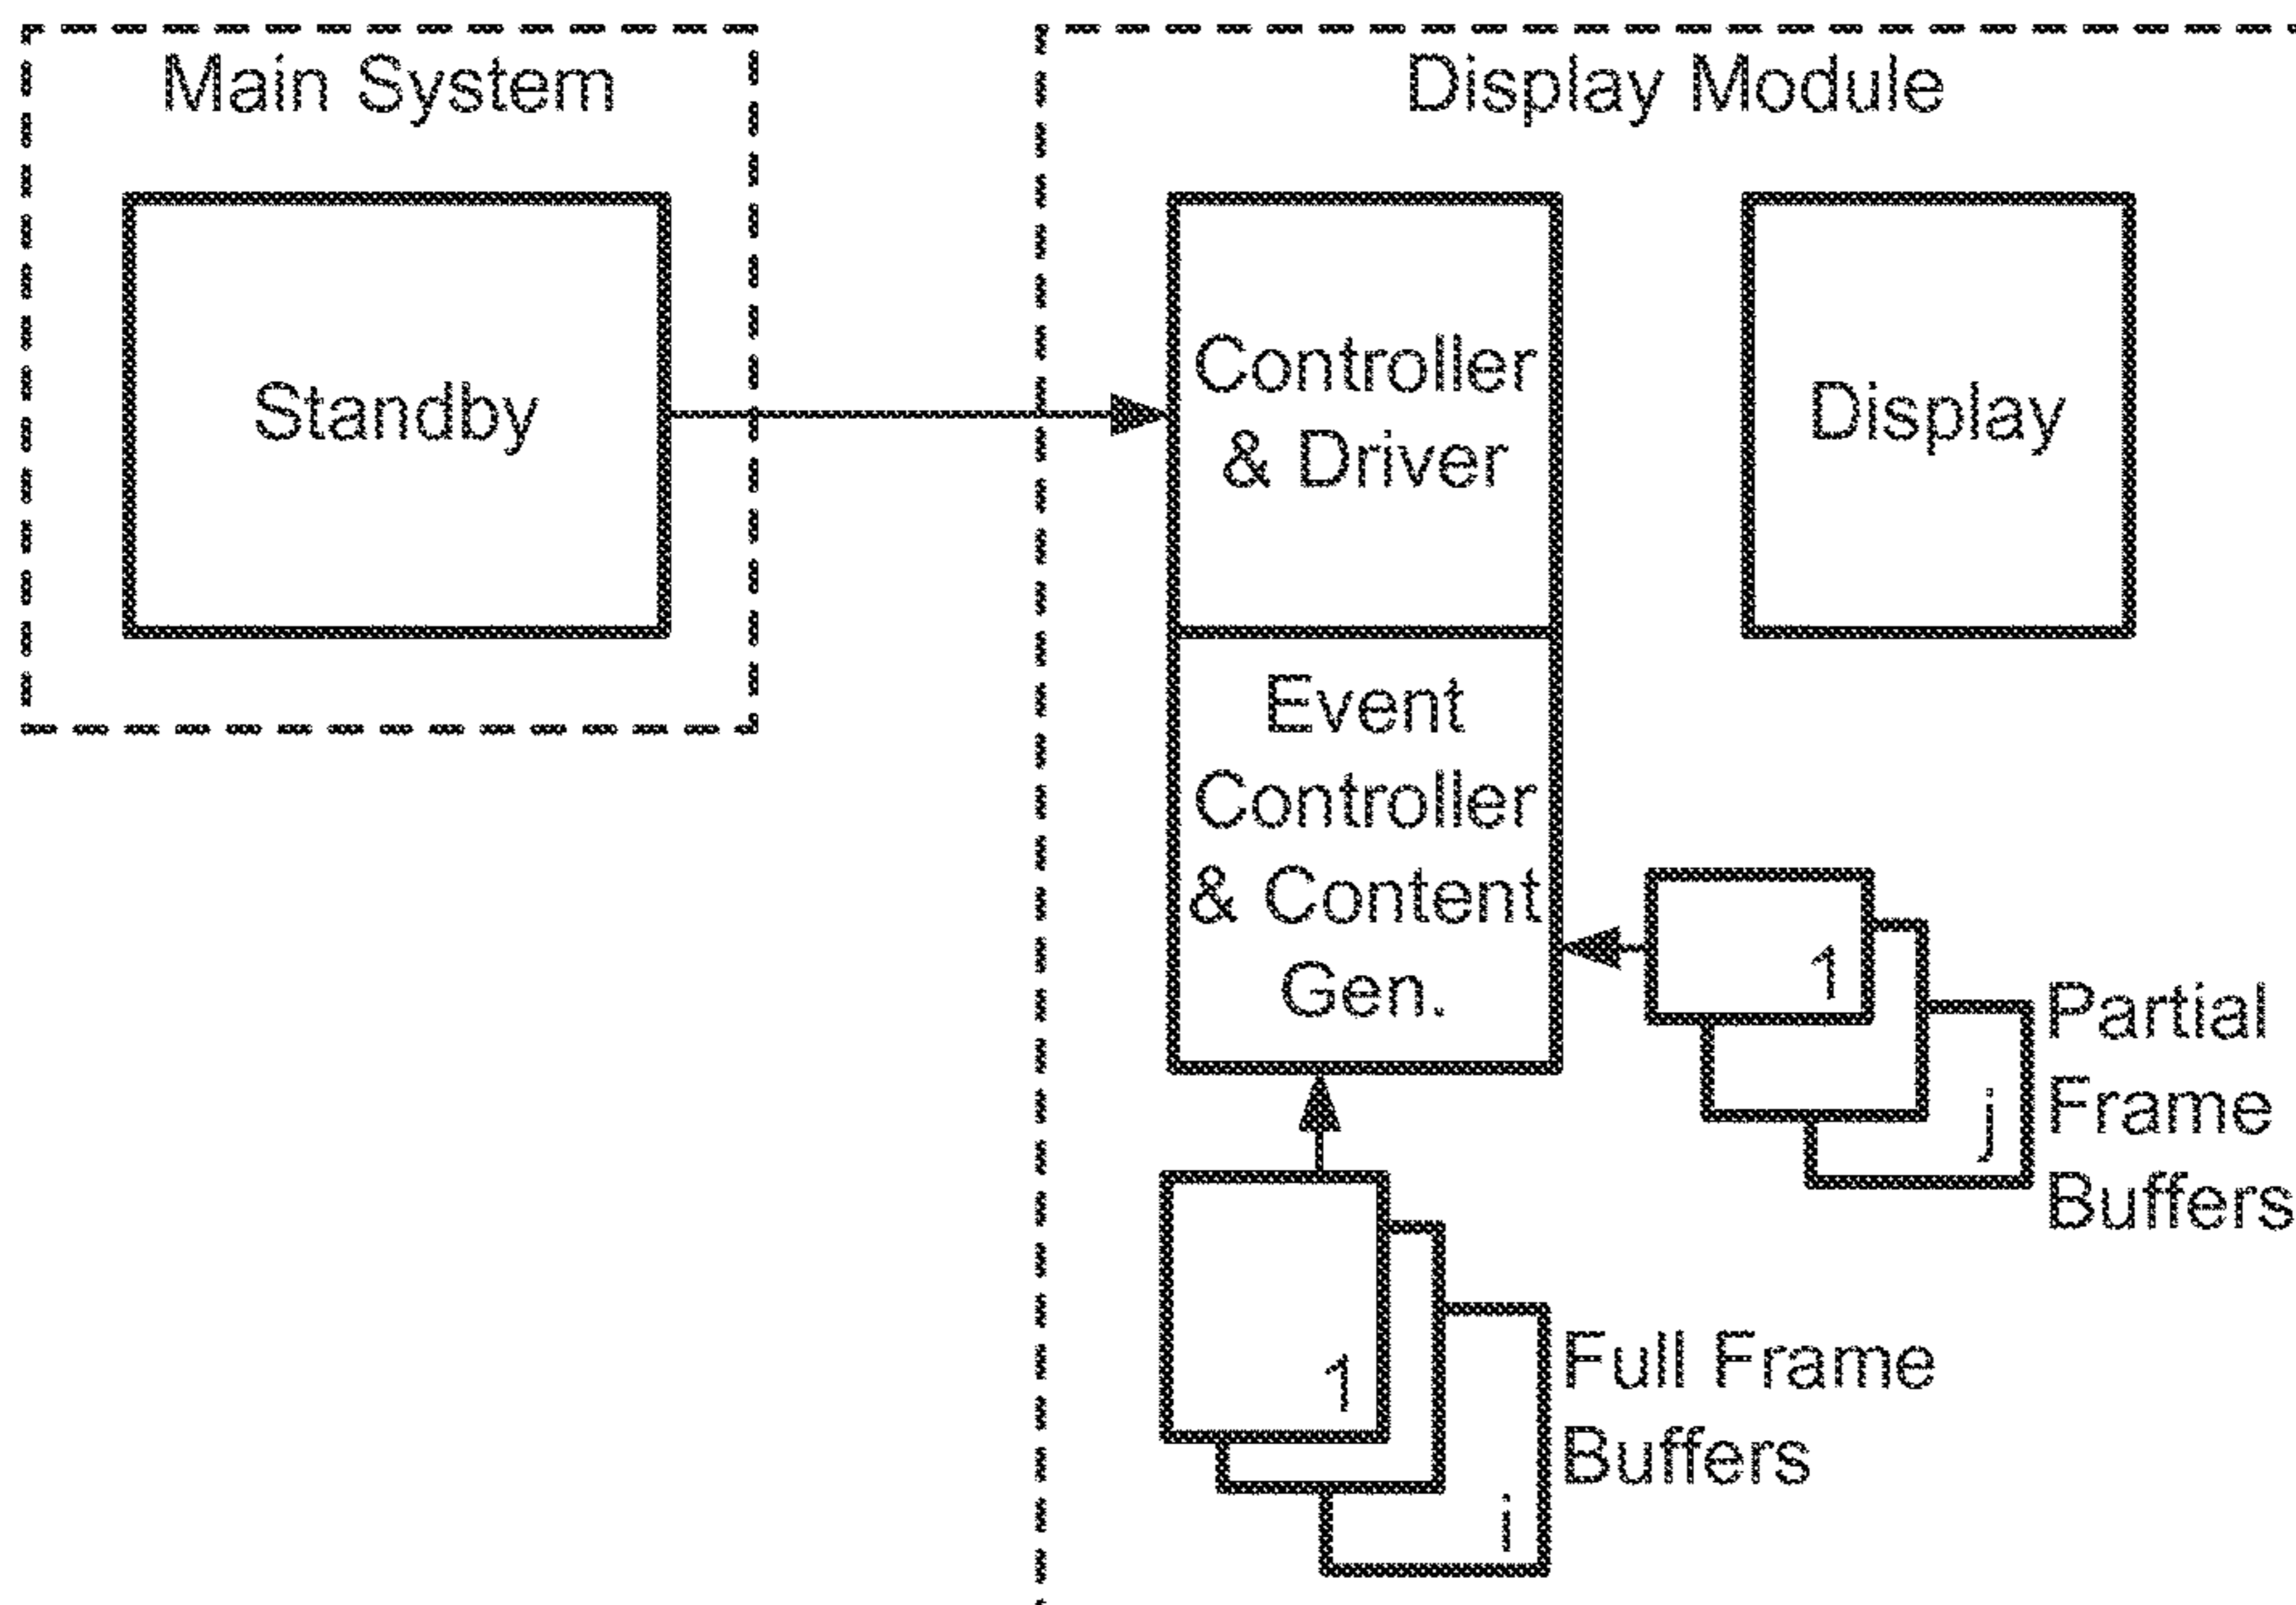 Main System
Standby
Display Module
Controller
& Driver
Display
Event
Controller
& Content
Gen.
1
j
Partial
Frame
Buffers
1
i
Full Frame
Buffers